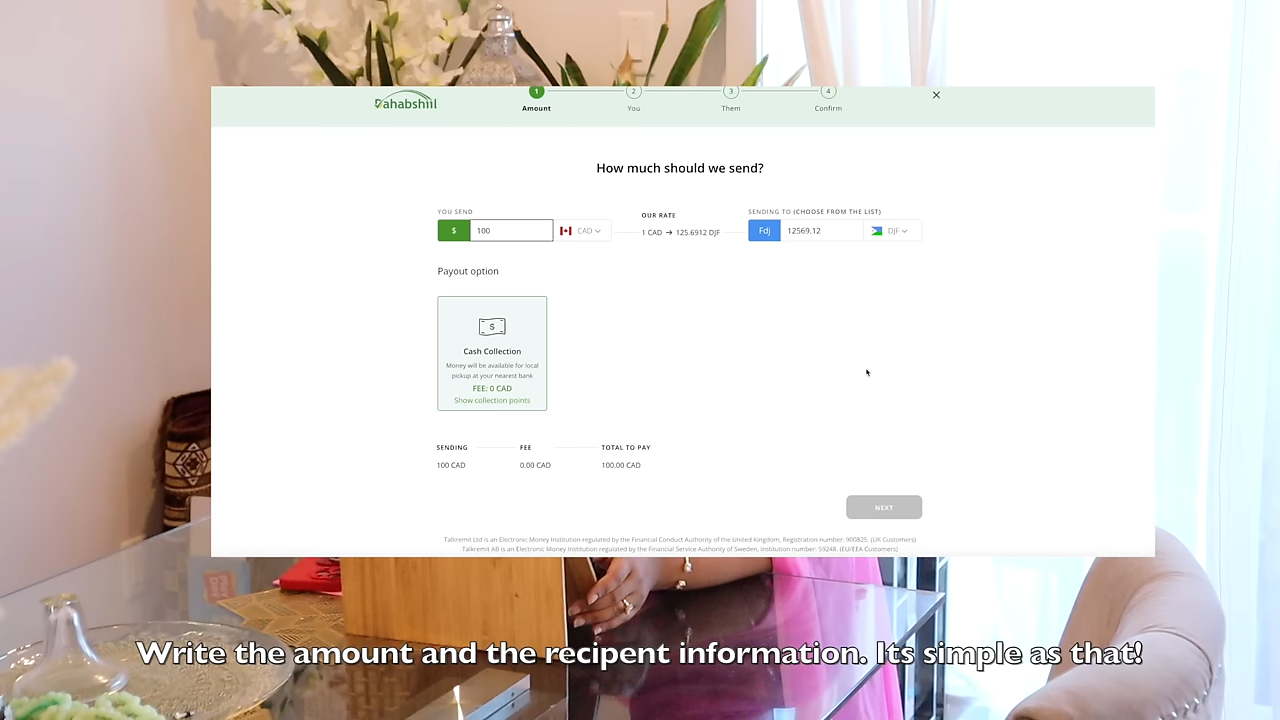 Dahabshiil
1 2 3 4
Amount You Them Confirm
How much should we send?
YOU SEND
$ 100 CAD
OUR RATE
1 CAD → 125.6912 DJF
SENDING TO (CHOOSE FROM THE LIST)
Fdj 12569.12 DJF
Payout option
$
Cash Collection
Money will be available for local
pickup at your nearest bank
FEE: 0 CAD
Show collection points
SENDING FEE TOTAL TO PAY
100 CAD 0.00 CAD 100.00 CAD
NEXT
Talkremit Ltd is an Electronic Money Institution regulated by the Financial Conduct Authority of the United Kingdom, Registration number: 900825. (UK Customers)
Talkremit AB is an Electronic Money Institution regulated by the Financial Service Authority of Sweden, Institution number: 59248. (EU/EEA Customers)
Write the amount and the recipent information. Its simple as that!